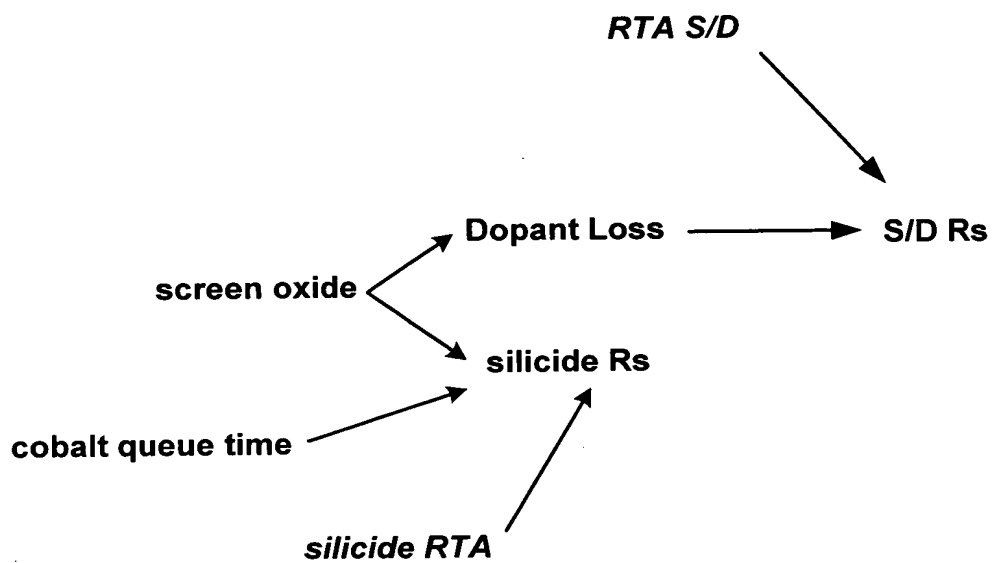 RTA S/D
Dopant Loss
S/D Rs
screen oxide
silicide Rs
cobalt queue time
silicide RTA